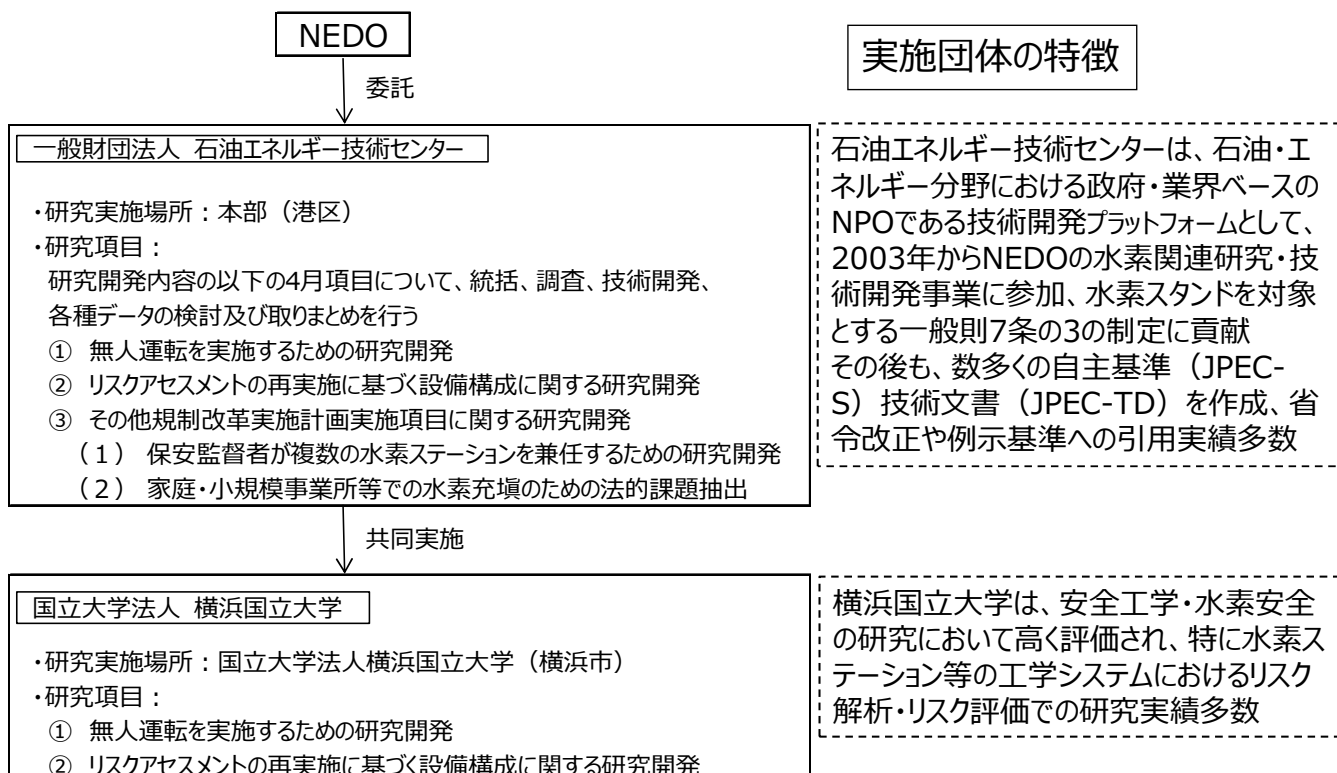 NEDO
委託
実施団体の特徴
一般財団法人 石油エネルギー技術センター
・研究実施場所：本部（港区）
・研究項目：
研究開発内容の以下の4月項目について、統括、調査、技術開発、
各種データの検討及び取りまとめを行う
① 無人運転を実施するための研究開発
② リスクアセスメントの再実施に基づく設備構成に関する研究開発
③ その他規制改革実施計画実施項目に関する研究開発
（１） 保安監督者が複数の水素ステーションを兼任するための研究開発
（２） 家庭・小規模事業所等での水素充塡のための法的課題抽出
石油エネルギー技術センターは、石油・エ
ネルギー分野における政府・業界ベースの
NPOである技術開発プラットフォームとして、
2003年からNEDOの水素関連研究・技
術開発事業に参加、水素スタンドを対象
とする一般則7条の3の制定に貢献
その後も、数多くの自主基準（JPEC-
S）技術文書（JPEC-TD）を作成、省
令改正や例示基準への引用実績多数
共同実施
国立大学法人 横浜国立大学
・研究実施場所：国立大学法人横浜国立大学（横浜市）
・研究項目：
① 無人運転を実施するための研究開発
② リスクアセスメントの再実施に基づく設備構成に関する研究開発
横浜国立大学は、安全工学・水素安全
の研究において高く評価され、特に水素ス
テーション等の工学システムにおけるリスク
解析・リスク評価での研究実績多数